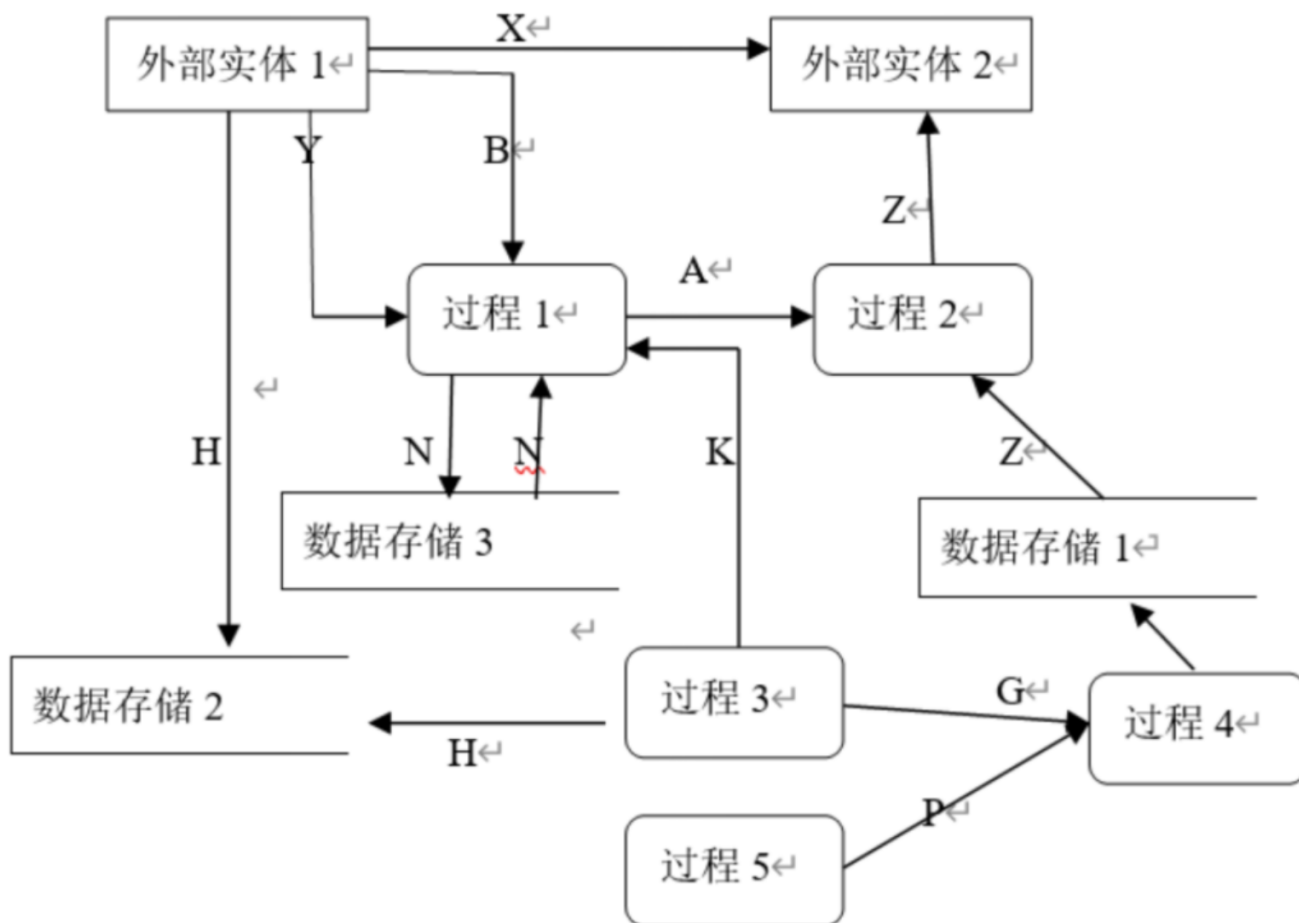 X
外部实体 1
外部实体 2
Y
B
Z
A
过程 1
过程 2
H
N
N
K
Z
数据存储 3
数据存储 1
数据存储 2
过程 3
G
过程 4
H
P
过程 5